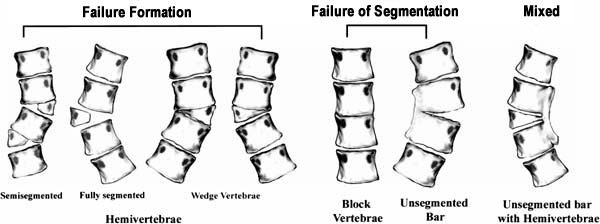 Failure Formation
Failure of Segmentation
Mixed
Semisegmented
Fully segmented
Wedge Vertebrae
Hemivertebrae
Block
Vertebrae
Unsegmented
Bar
Unsegmented bar
with Hemivertebrae